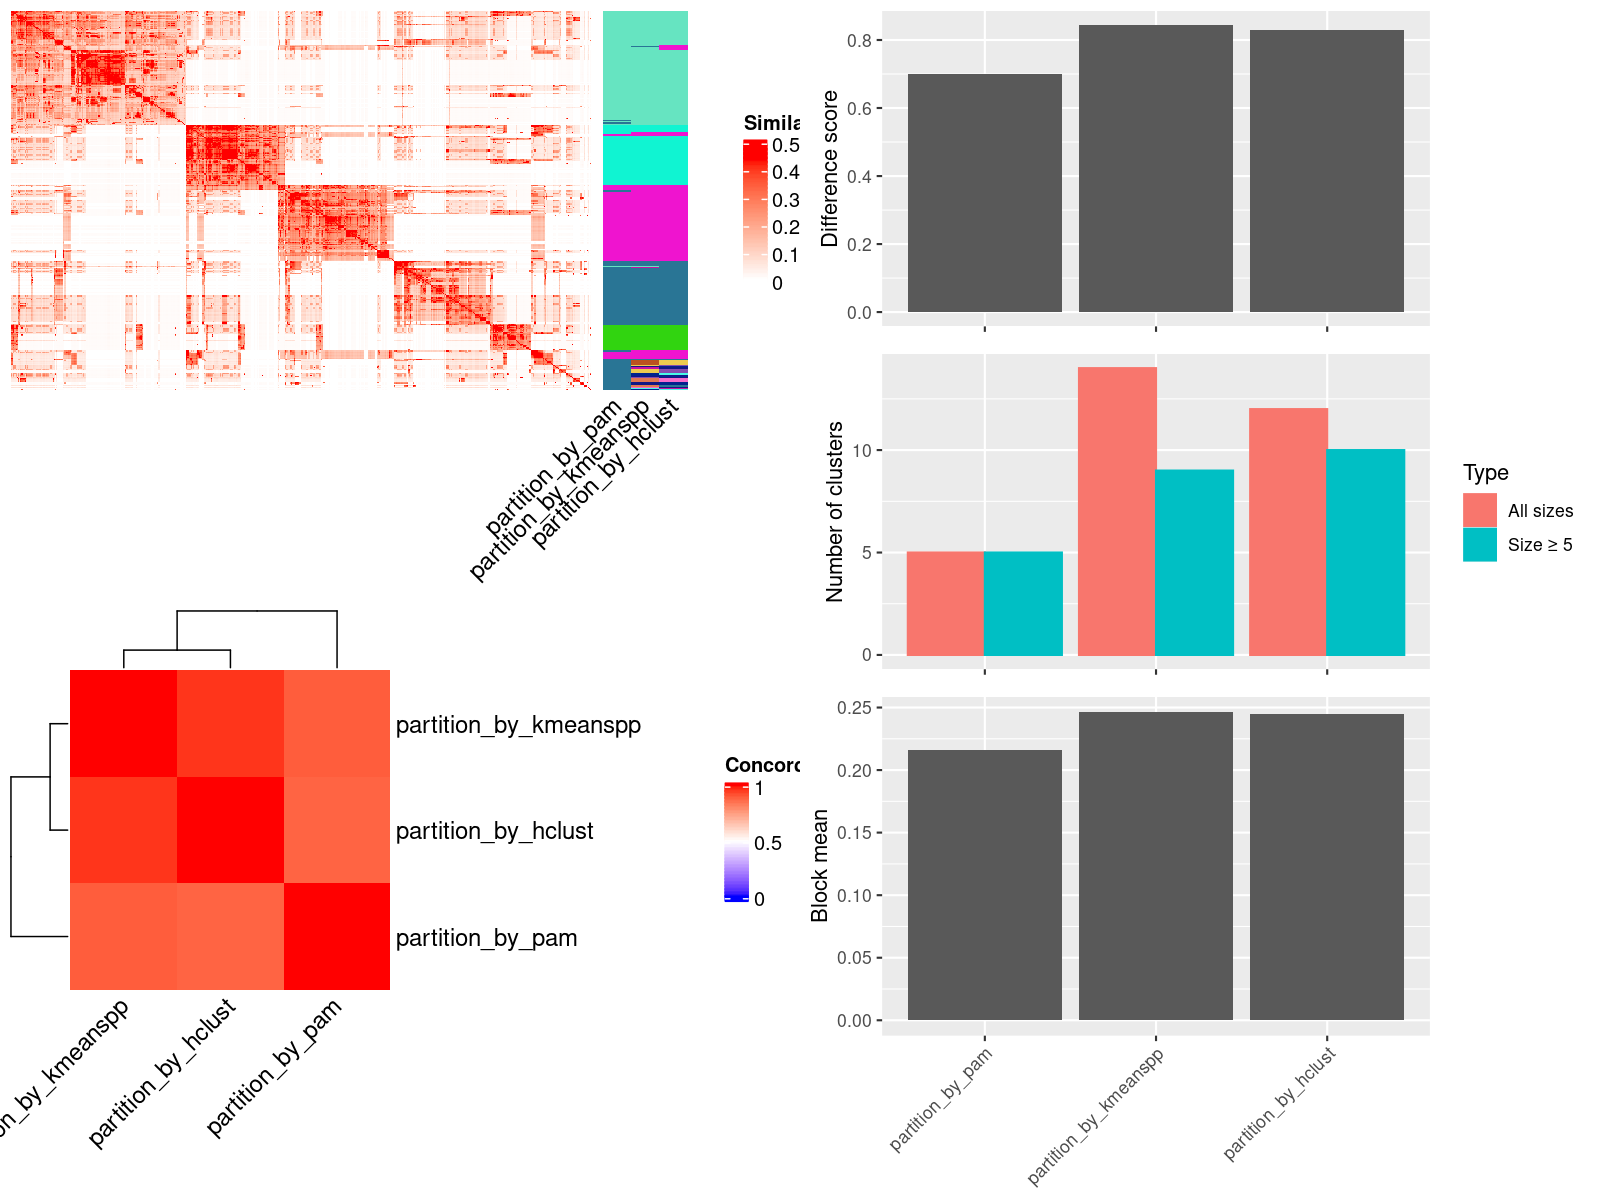 Simila
0.5
0.4
0.3
0.2
0.1
0
partition_by_pam
partition_by_kmeanspp
partition_by_hclust
partition_by_kmeanspp
partition_by_hclust
partition_by_pam
on_by_kmeanspp
partition_by_hclust
partition_by_pam
Concord
1
0.5
0
Difference score
0.8
0.6
0.4
0.2
0.0
Number of clusters
10
5
0
Type
All sizes
Size ≥ 5
Block mean
0.25
0.20
0.15
0.10
0.05
0.00
partition_by_pam
partition_by_kmeanspp
partition_by_hclust